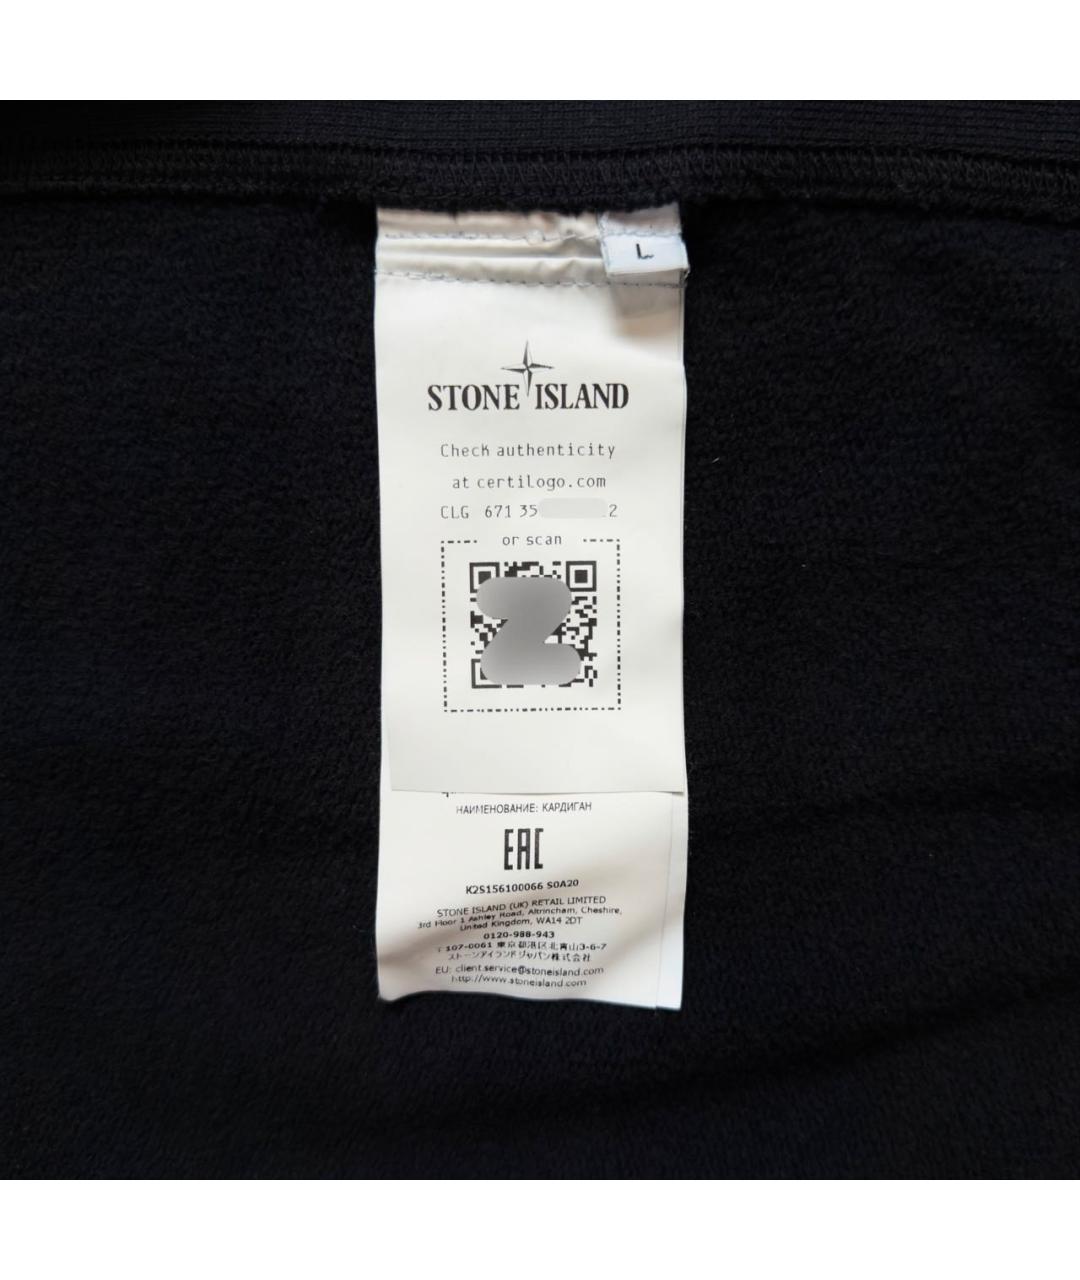 L
STONE ISLAND
Check authenticity
at certilogo.com
CLG 671 35 2
or scan
НАИМЕНОВАНИЕ: КАРДИГАН
EAC
K2S156100066 S0A20
STONE ISLAND (UK) RETAIL LIMITED
3rd Floor 1 Ashley Road, Altrincham, Cheshire,
United Kingdom, WA14 2DT
0120-988-943
〒107-0061 東京都港区北青山3-6-7
ストーンアイランドジャパン株式会社
EU: client.service@stoneisland.com
http://www.stoneisland.com